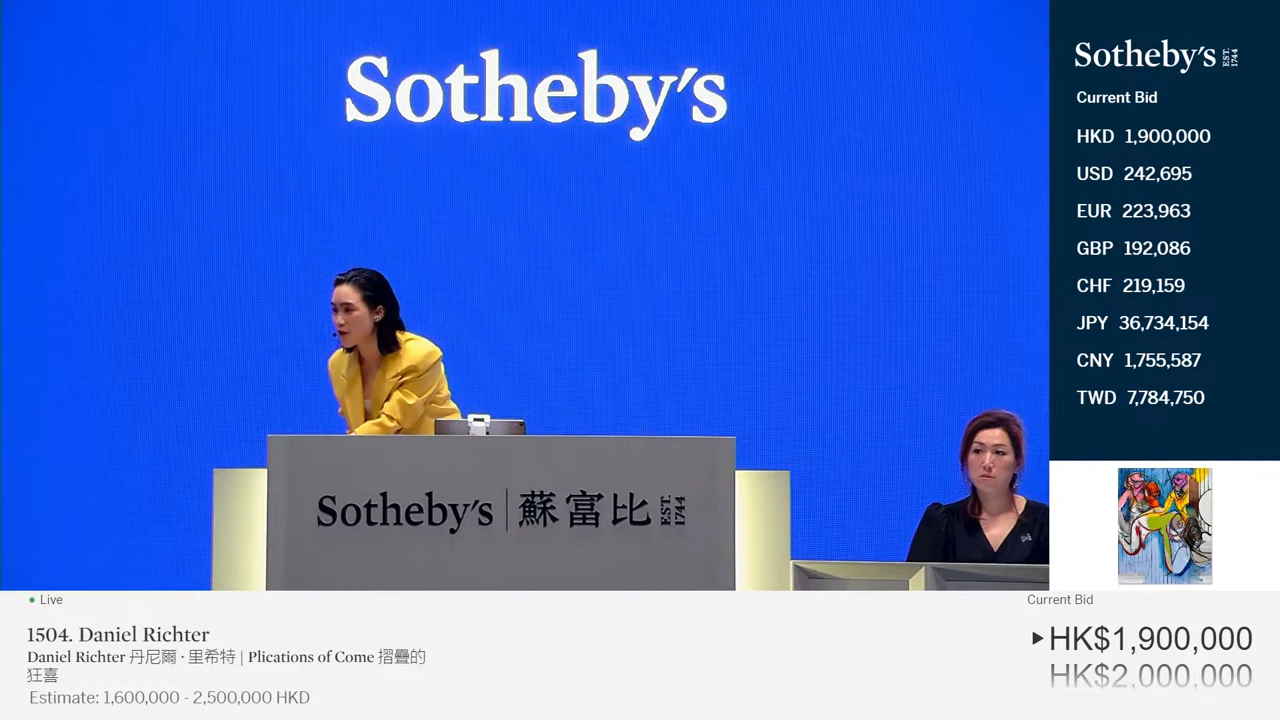 Sotheby's
Sotheby's | 蘇富比 EST. 1744
Sotheby's EST. 1744
Current Bid
HKD 1,900,000
USD 242,695
EUR 223,963
GBP 192,086
CHF 219,159
JPY 36,734,154
CNY 1,755,587
TWD 7,784,750
Live
1504. Daniel Richter
Daniel Richter 丹尼爾·里希特 | Plications of Come 摺疊的
狂喜
Estimate: 1,600,000 - 2,500,000 HKD
Current Bid
HK$1,900,000
HK$2,000,000